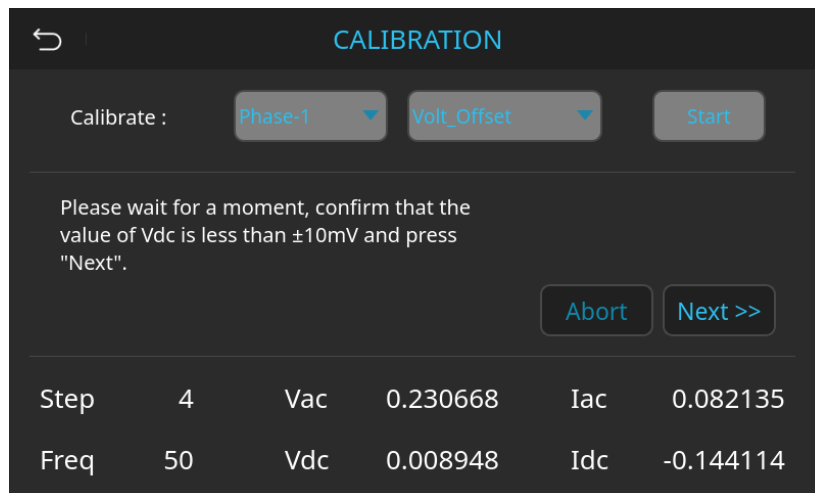 CALIBRATION
Calibrate : Phase-1 Volt_Offset Start
Please wait for a moment, confirm that the
value of Vdc is less than ±10mV and press
"Next".
Abort Next >>
Step 4 Vac 0.230668 Iac 0.082135
Freq 50 Vdc 0.008948 Idc -0.144114